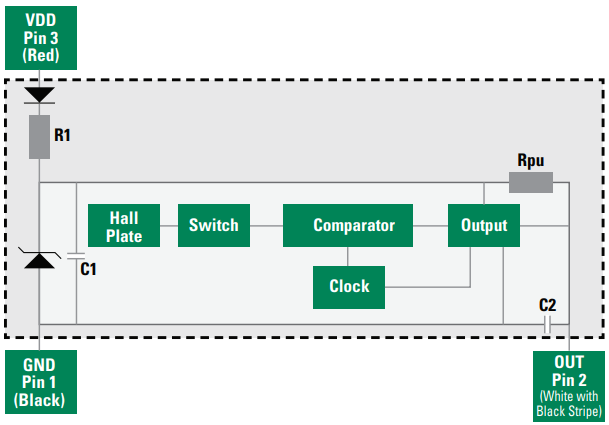 VDD
Pin 3
(Red)
R1
Rpu
Hall
Plate
Switch
Comparator
Output
C1
Clock
C2
GND
Pin 1
(Black)
OUT
Pin 2
(White with
Black Stripe)